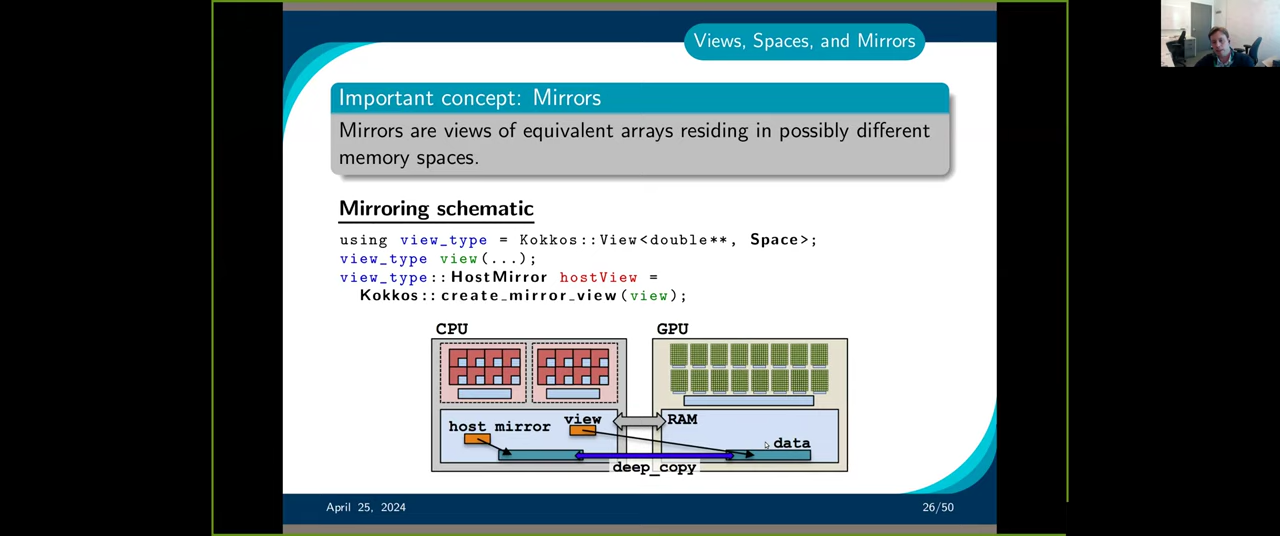 Views, Spaces, and Mirrors
Important concept: Mirrors
Mirrors are views of equivalent arrays residing in possibly different
memory spaces.
Mirroring schematic
using view_type = Kokkos::View<double**, Space>;
view_type view(...);
view_type::HostMirror hostView =
Kokkos::create_mirror_view(view);
CPU
GPU
host mirror
view
RAM
data
deep_copy
April 25, 2024
26/50